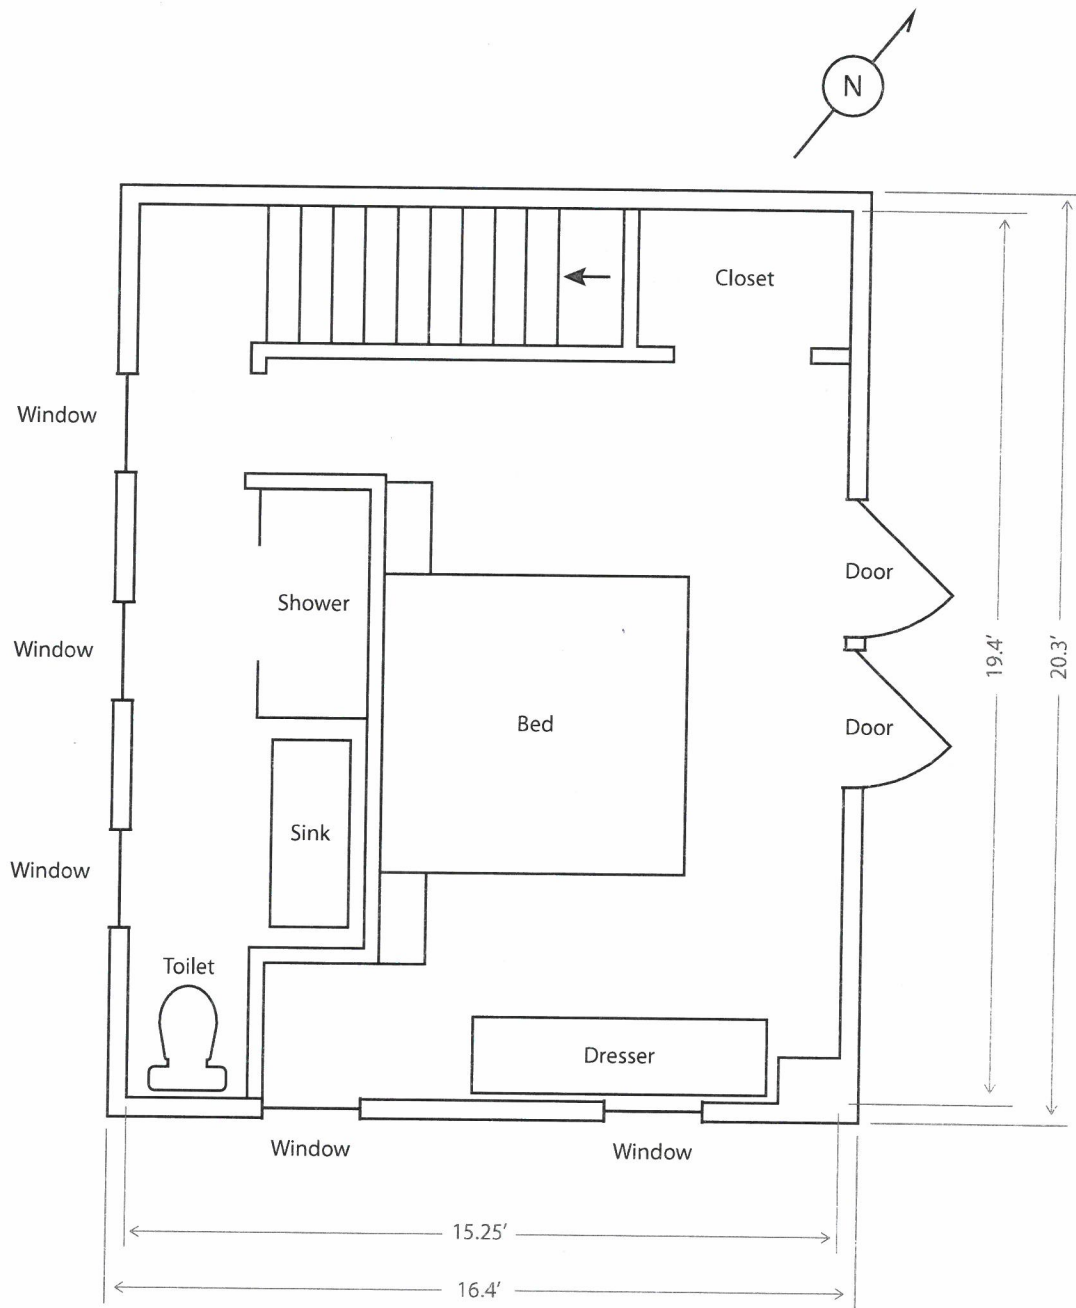 N
Closet
Window
Door
Shower
Window
19.4′
20.3′
Bed
Door
Sink
Window
Toilet
Dresser
Window
Window
15.25′
16.4′